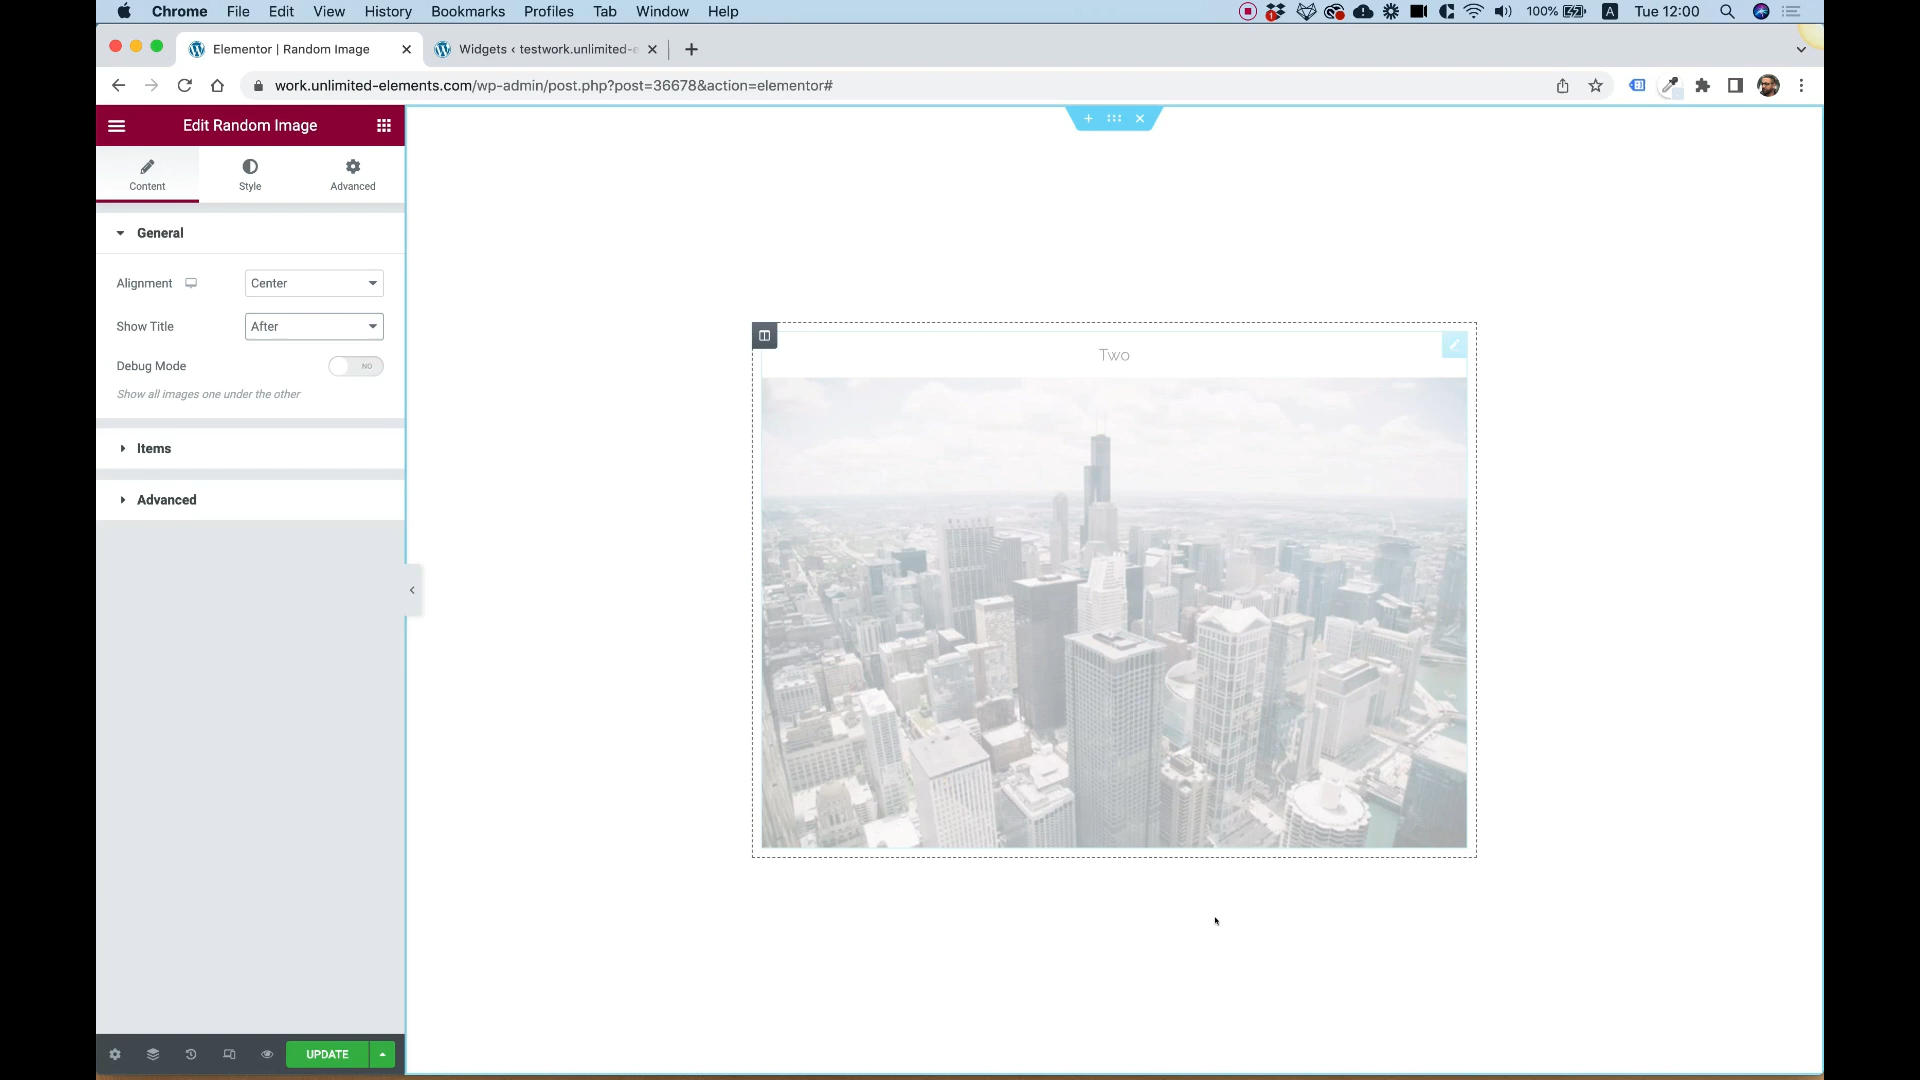 Chrome File Edit View History Bookmarks Profiles Tab Window Help 1 100% A Tue 12:00
Elementor | Random Image Widgets ‹ testwork.unlimited-e
work.unlimited-elements.com/wp-admin/post.php?post=36678&action=elementor#
Edit Random Image
Content Style Advanced
General
Alignment Center
Show Title After
Debug Mode NO
Show all images one under the other
Items
Advanced
Two
UPDATE